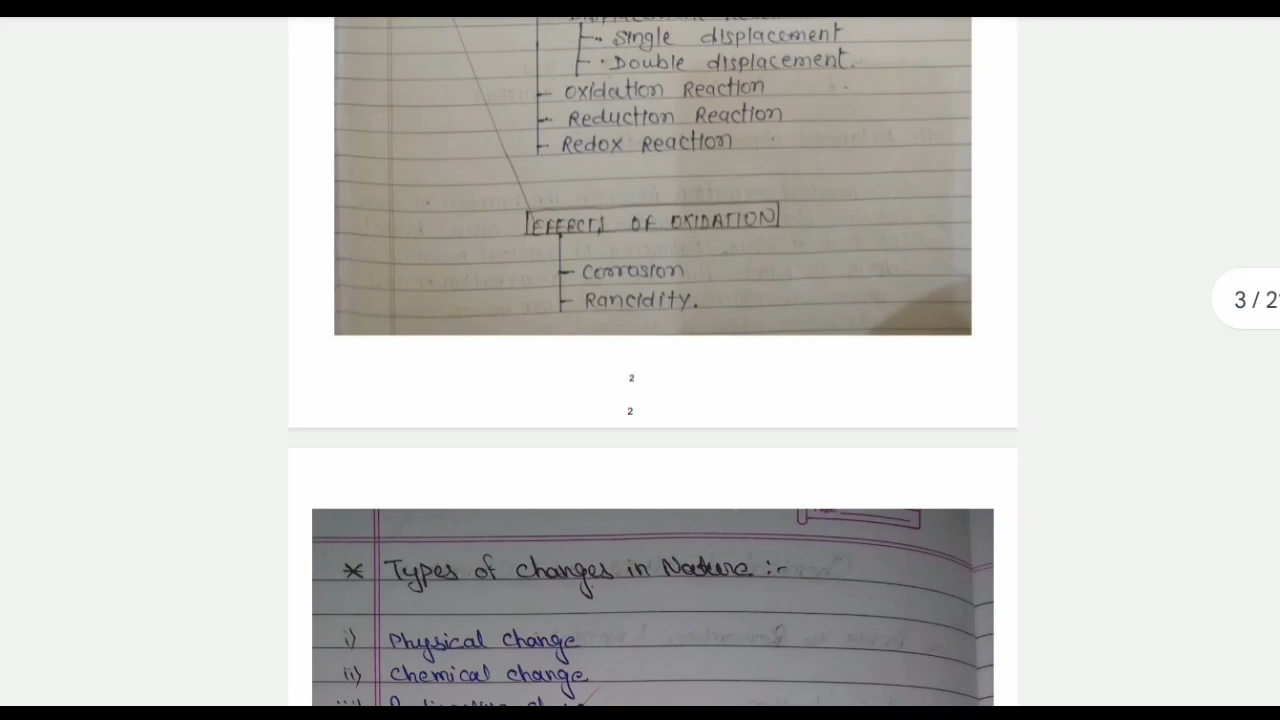 Single displacement
Double displacement.
Oxidation Reaction
Reduction Reaction
Redox Reaction
EFFECTS OF OXIDATION
Corrosion
Rancidity.
2
2
3 / 2
* Types of changes in Nature :-
i) Physical change
ii) Chemical change